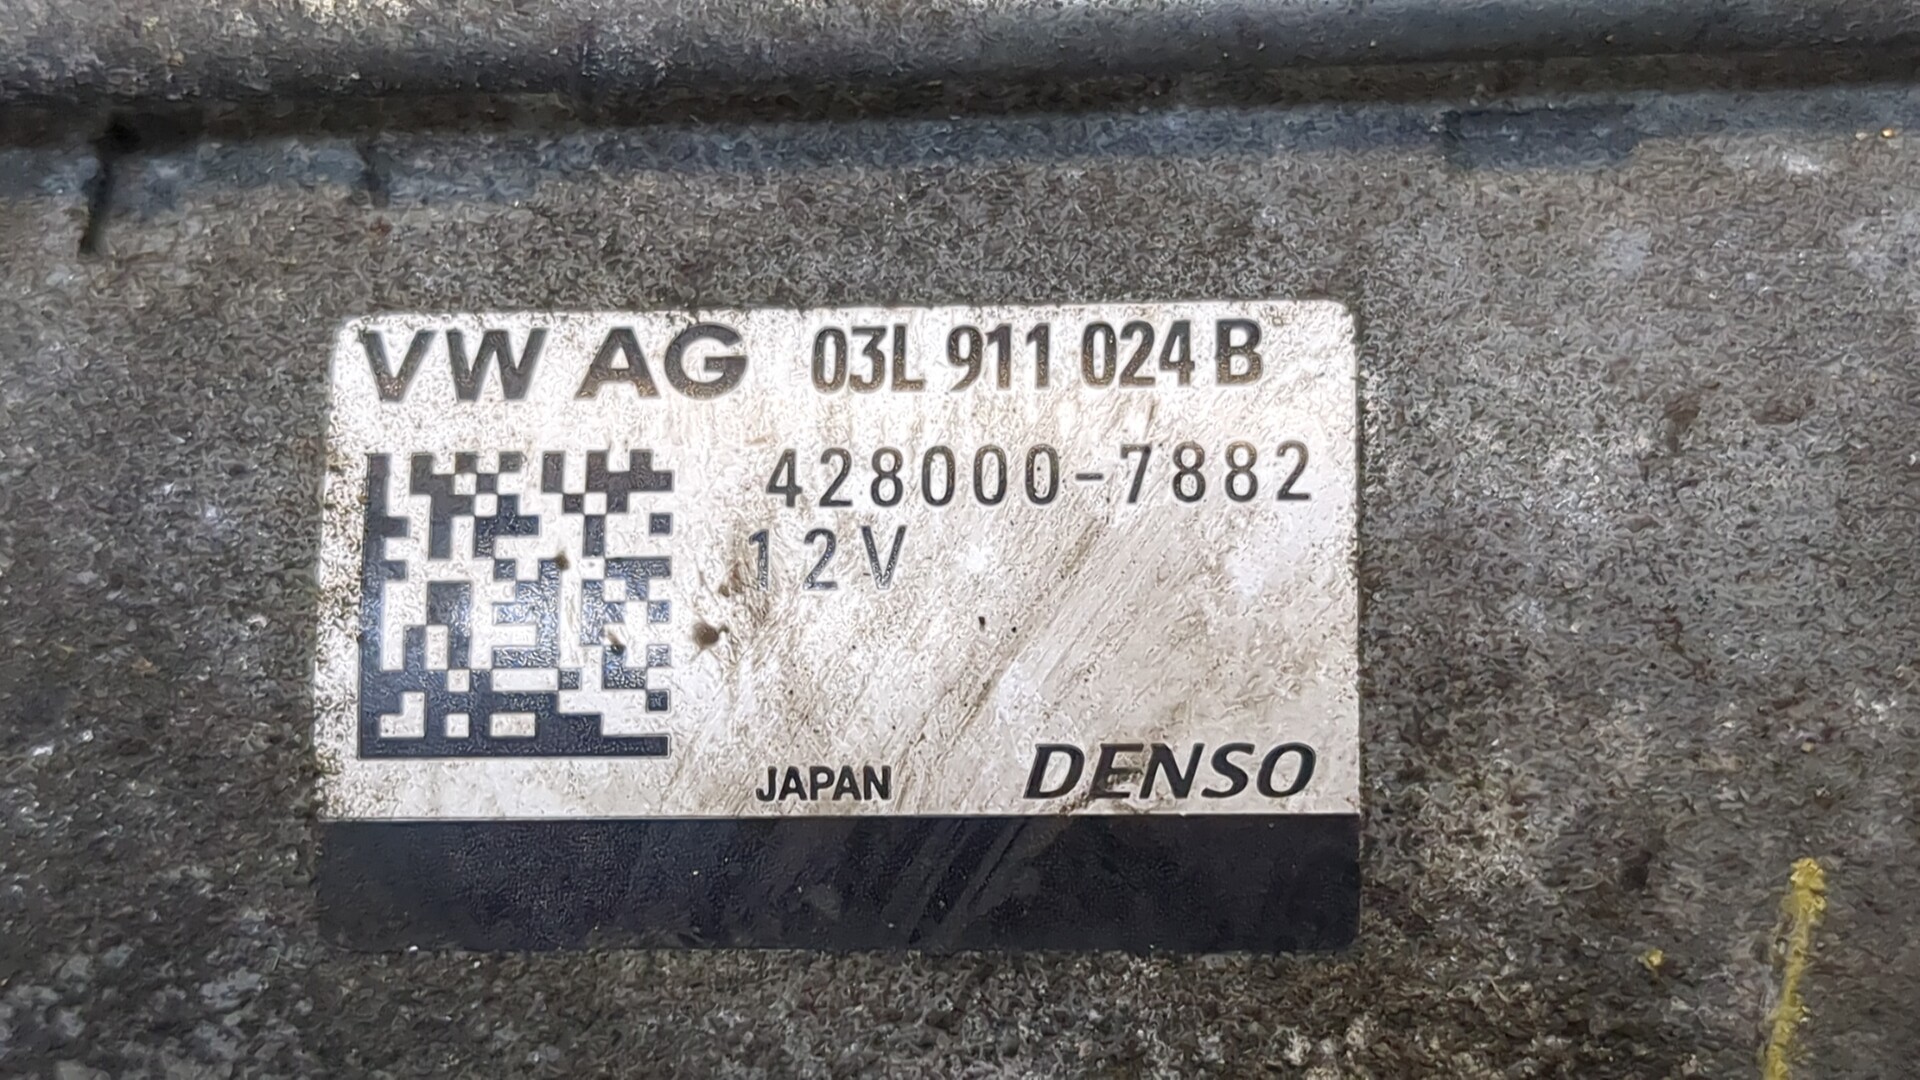 VW AG 03L 911 024 B
428000-7882
12V
JAPAN DENSO